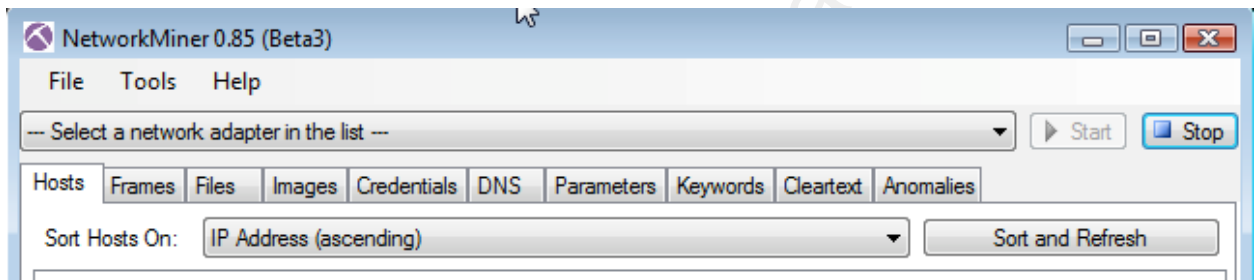 NetworkMiner 0.85 (Beta3)
File Tools Help
--- Select a network adapter in the list --- Start Stop
Hosts Frames Files Images Credentials DNS Parameters Keywords Cleartext Anomalies
Sort Hosts On: IP Address (ascending) Sort and Refresh